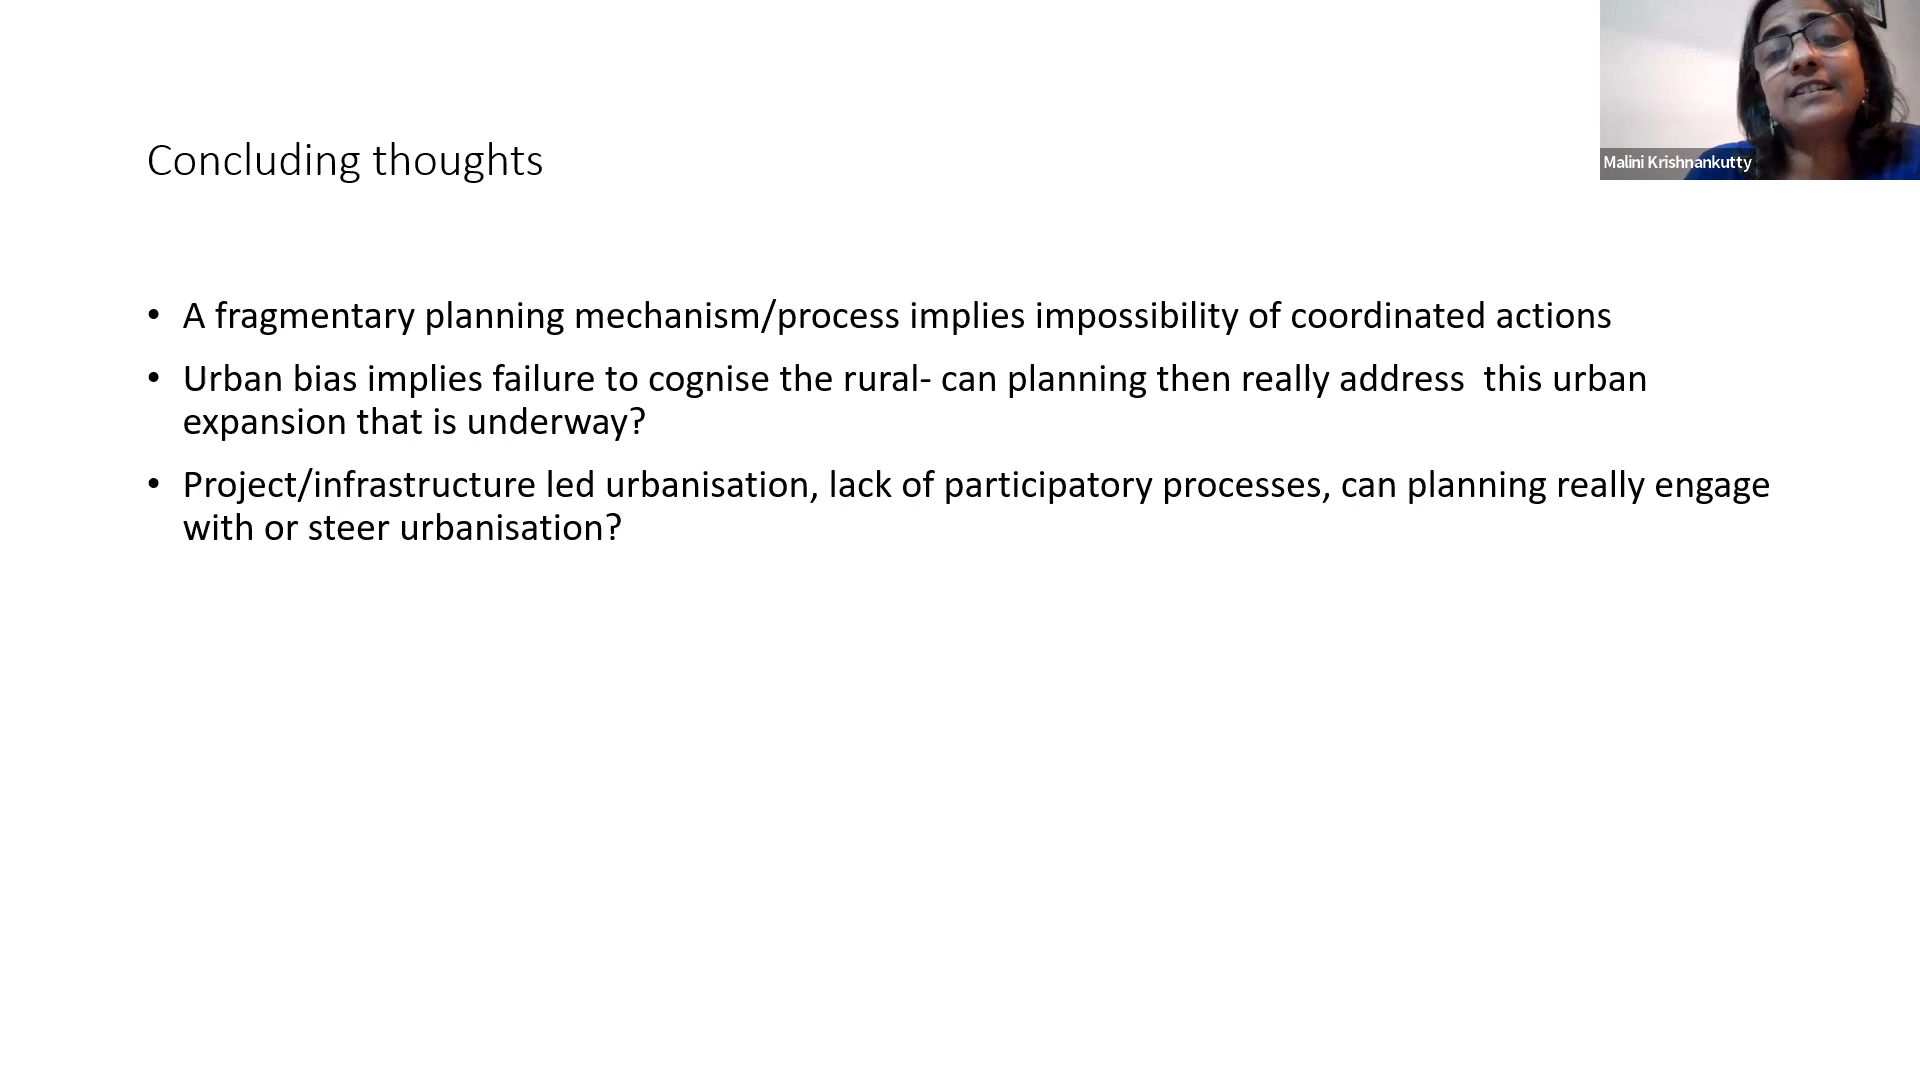 Malini Krishnankutty
Concluding thoughts
• A fragmentary planning mechanism/process implies impossibility of coordinated actions
• Urban bias implies failure to cognise the rural- can planning then really address  this urban
expansion that is underway?
• Project/infrastructure led urbanisation, lack of participatory processes, can planning really engage
with or steer urbanisation?